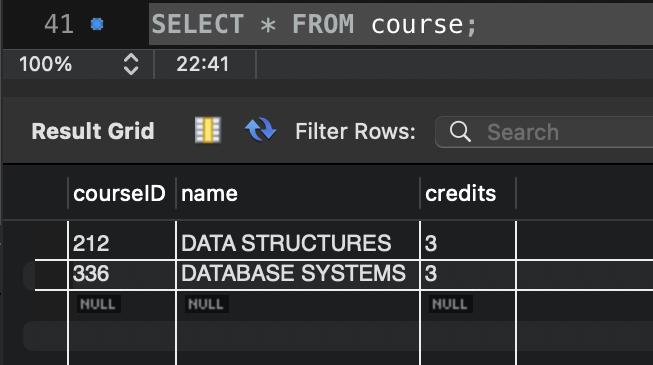 41 SELECT * FROM course;
100% 22:41
Result Grid Filter Rows: Search
courseID name credits
212 DATA STRUCTURES 3
336 DATABASE SYSTEMS 3
NULL NULL NULL